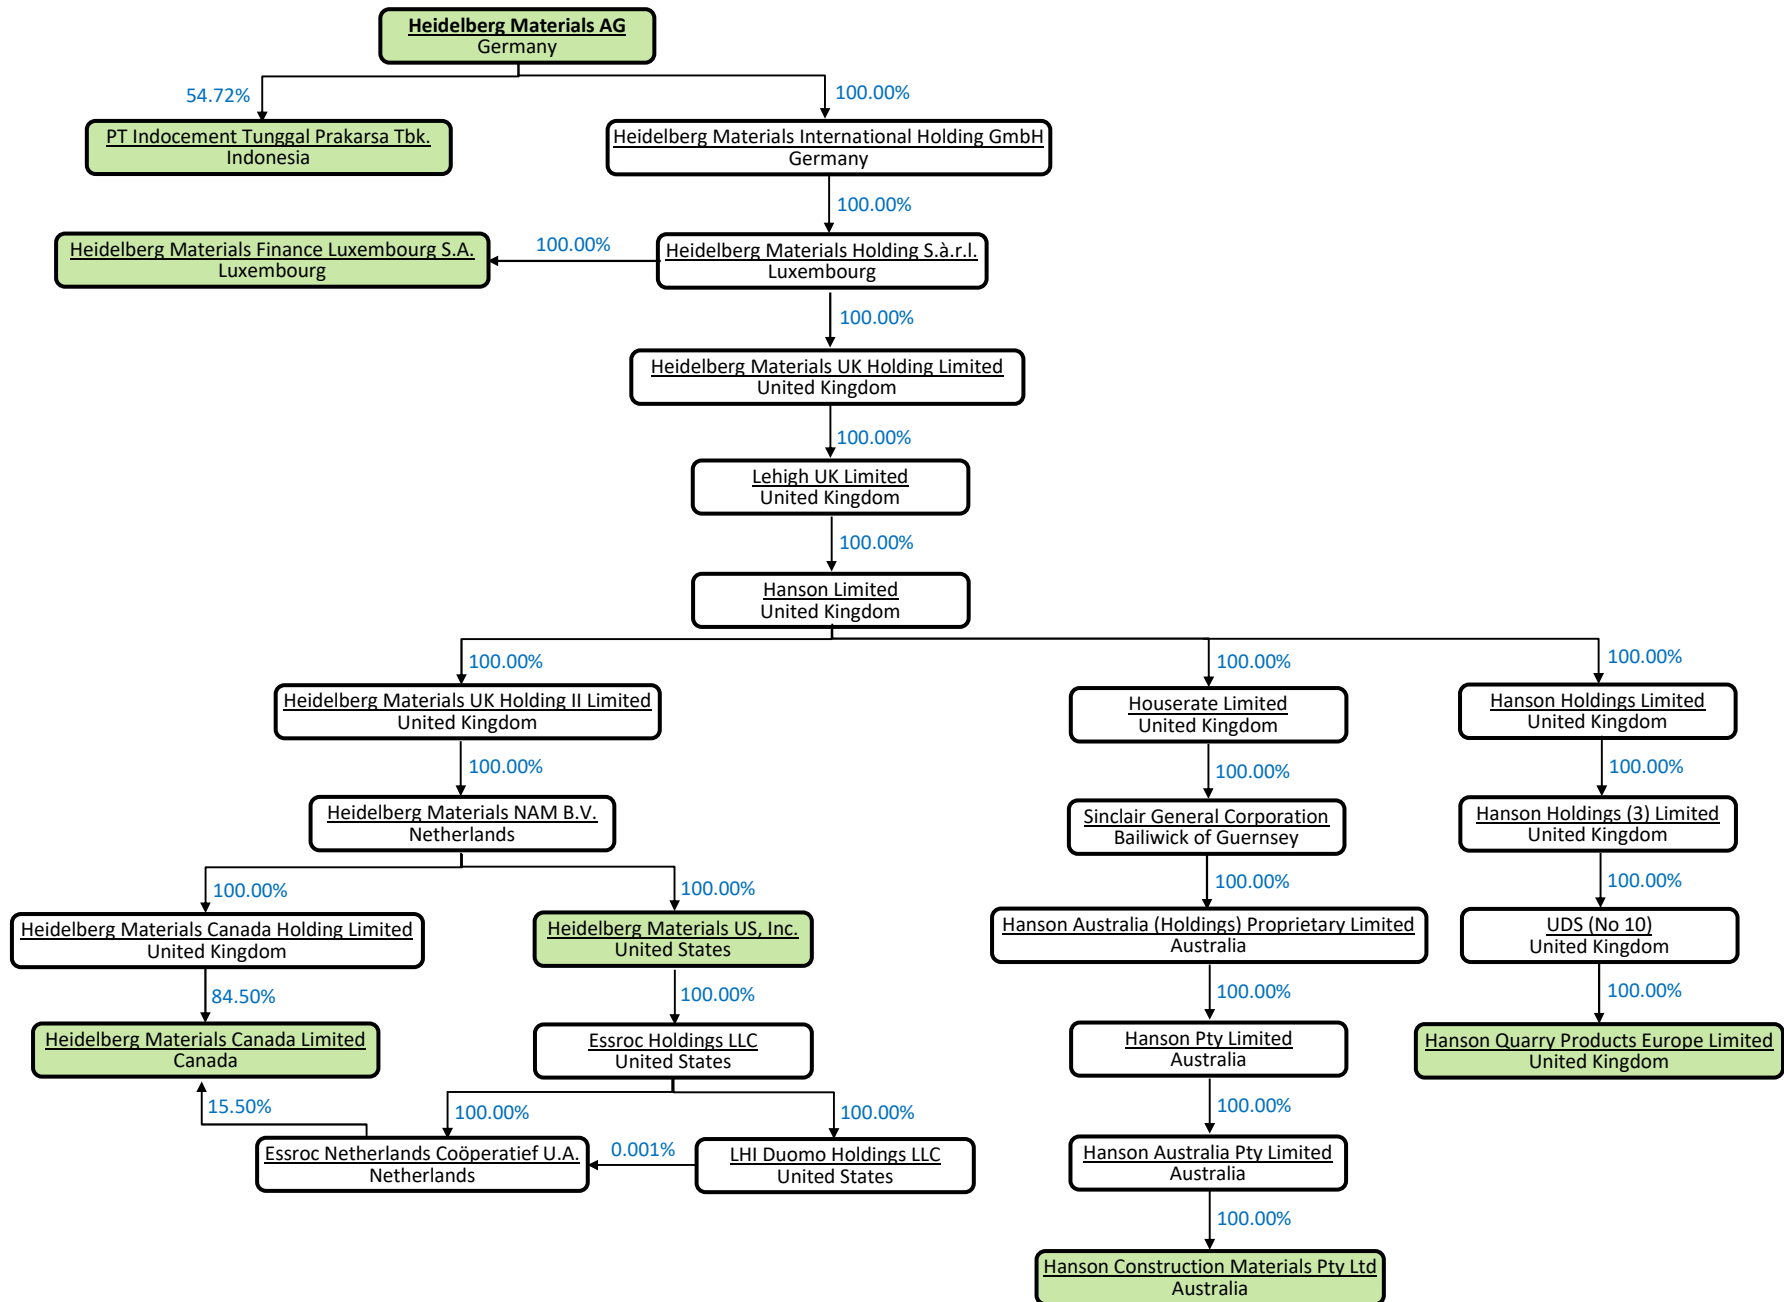 Heidelberg Materials AG
Germany
54.72%
100.00%
PT Indocement Tunggal Prakarsa Tbk.
Indonesia
Heidelberg Materials International Holding GmbH
Germany
100.00%
Heidelberg Materials Finance Luxembourg S.A.
Luxembourg
100.00%
Heidelberg Materials Holding S.à.r.l.
Luxembourg
100.00%
Heidelberg Materials UK Holding Limited
United Kingdom
100.00%
Lehigh UK Limited
United Kingdom
100.00%
Hanson Limited
United Kingdom
100.00%
100.00%
100.00%
Heidelberg Materials UK Holding II Limited
United Kingdom
Houserate Limited
United Kingdom
Hanson Holdings Limited
United Kingdom
100.00%
100.00%
100.00%
Heidelberg Materials NAM B.V.
Netherlands
Sinclair General Corporation
Bailiwick of Guernsey
Hanson Holdings (3) Limited
United Kingdom
100.00%
100.00%
100.00%
100.00%
Heidelberg Materials Canada Holding Limited
United Kingdom
Heidelberg Materials US, Inc.
United States
Hanson Australia (Holdings) Proprietary Limited
Australia
UDS (No 10)
United Kingdom
84.50%
100.00%
100.00%
100.00%
Heidelberg Materials Canada Limited
Canada
Essroc Holdings LLC
United States
Hanson Pty Limited
Australia
Hanson Quarry Products Europe Limited
United Kingdom
15.50%
100.00%
100.00%
100.00%
Essroc Netherlands Coöperatief U.A.
Netherlands
0.001%
LHI Duomo Holdings LLC
United States
Hanson Australia Pty Limited
Australia
100.00%
Hanson Construction Materials Pty Ltd
Australia